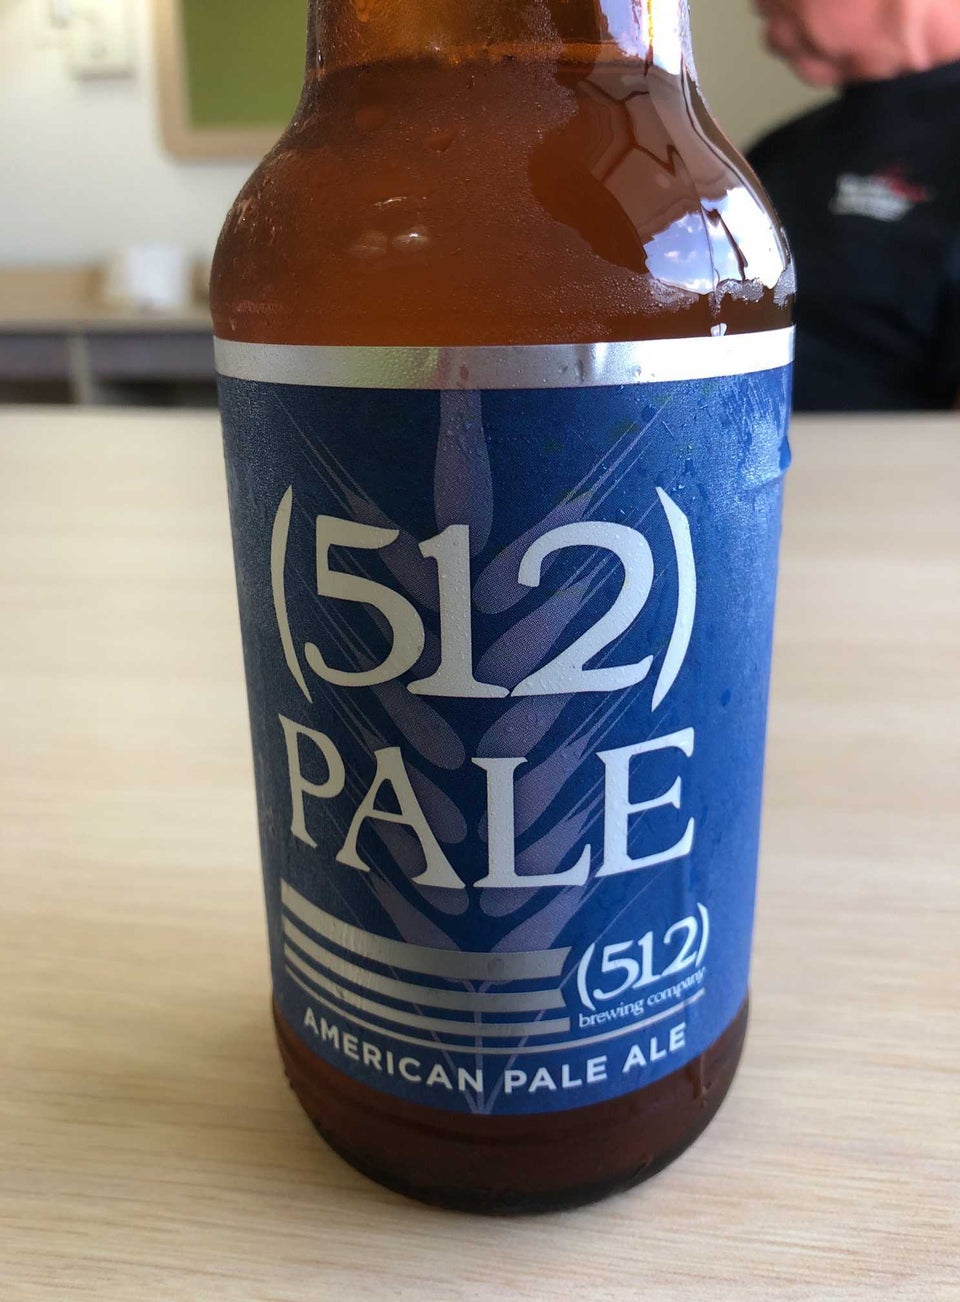 (512)
PALE
(512)
brewing company
AMERICAN PALE ALE